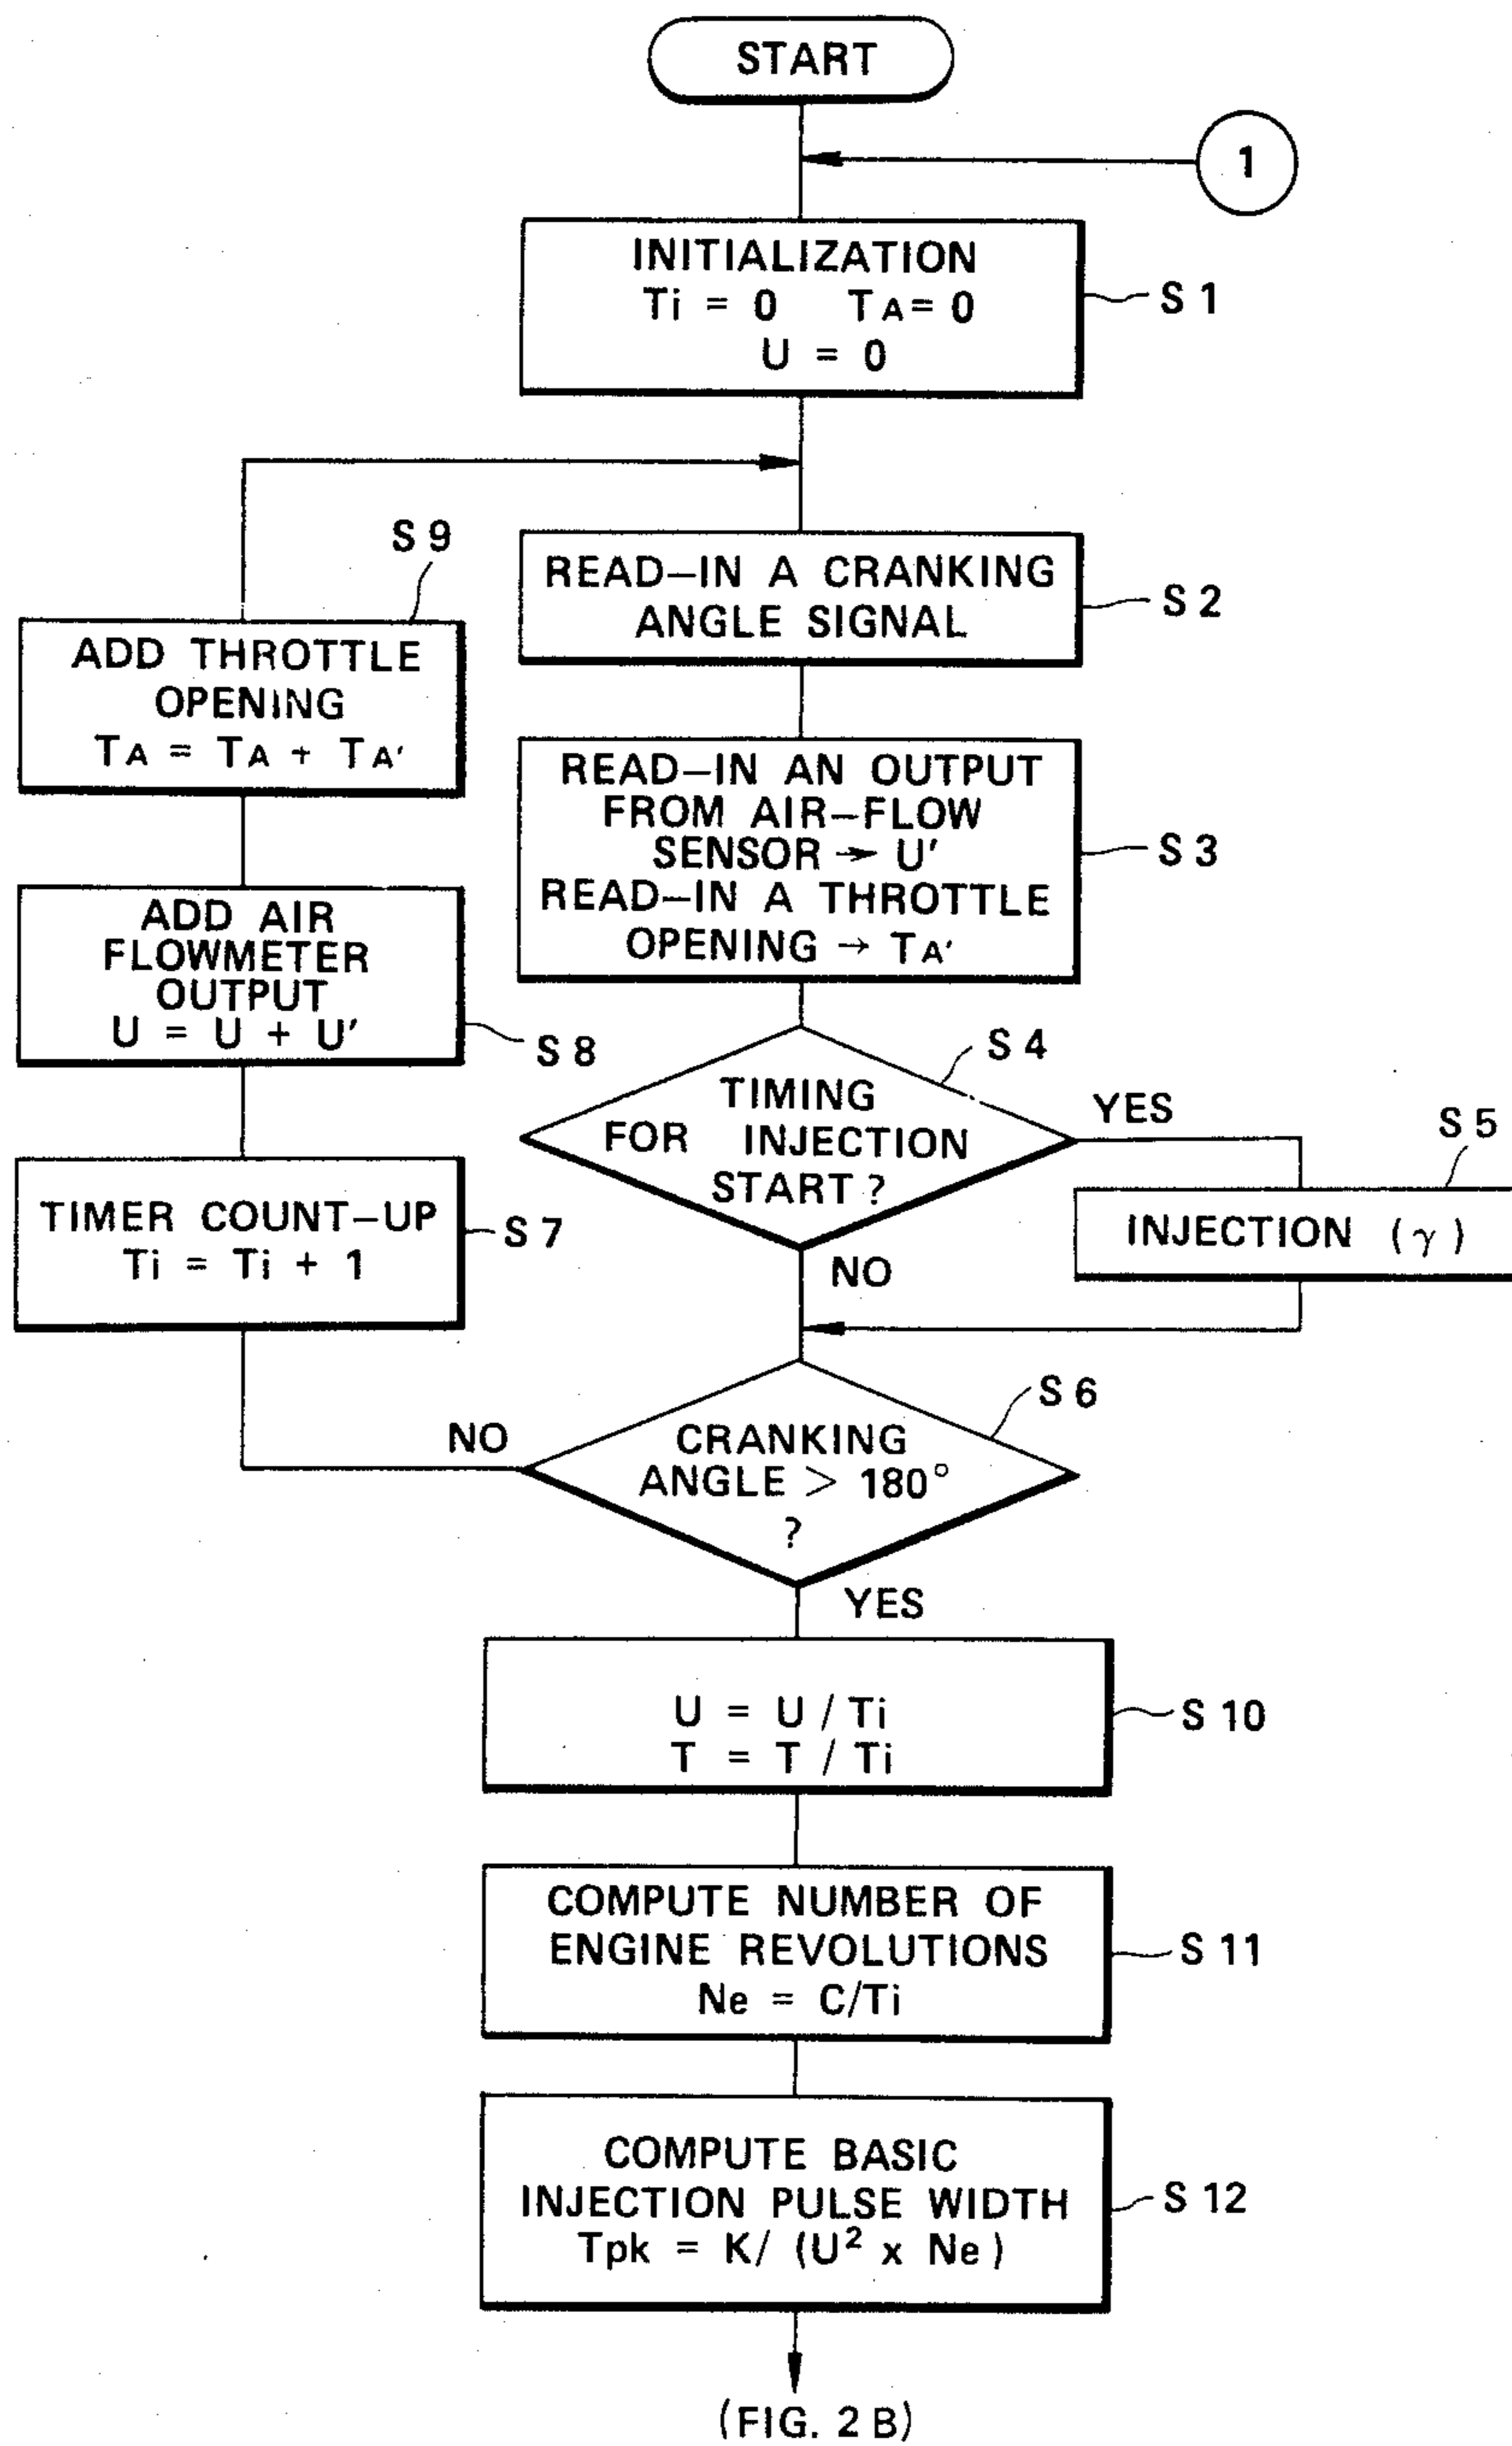 START
1
INITIALIZATION
Ti = 0 TA = 0
U = 0
S 1
S 9
READ-IN A CRANKING
ANGLE SIGNAL
S 2
ADD THROTTLE
OPENING
TA = TA + TA'
READ-IN AN OUTPUT
FROM AIR-FLOW
SENSOR → U'
READ-IN A THROTTLE
OPENING → TA'
S 3
ADD AIR
FLOWMETER
OUTPUT
U = U + U'
S 8
S 4
TIMING
FOR INJECTION
START ?
YES
S 5
INJECTION (γ)
NO
TIMER COUNT-UP
Ti = Ti + 1
S 7
S 6
CRANKING
ANGLE > 180°
?
NO
YES
U = U / Ti
T = T / Ti
S 10
COMPUTE NUMBER OF
ENGINE REVOLUTIONS
Ne = C/Ti
S 11
COMPUTE BASIC
INJECTION PULSE WIDTH
Tpk = K/ (U² x Ne)
S 12
(FIG. 2 B)